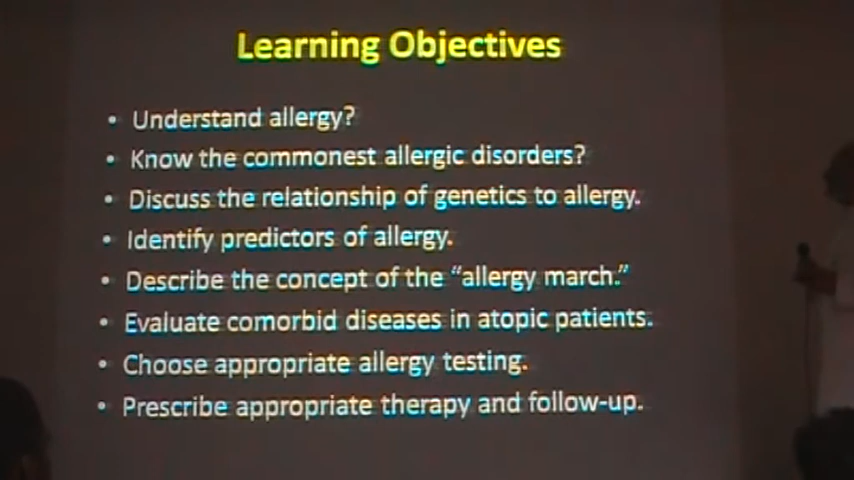 Learning Objectives
• Understand allergy?
• Know the commonest allergic disorders?
• Discuss the relationship of genetics to allergy.
• Identify predictors of allergy.
• Describe the concept of the “allergy march.”
• Evaluate comorbid diseases in atopic patients.
• Choose appropriate allergy testing.
• Prescribe appropriate therapy and follow-up.